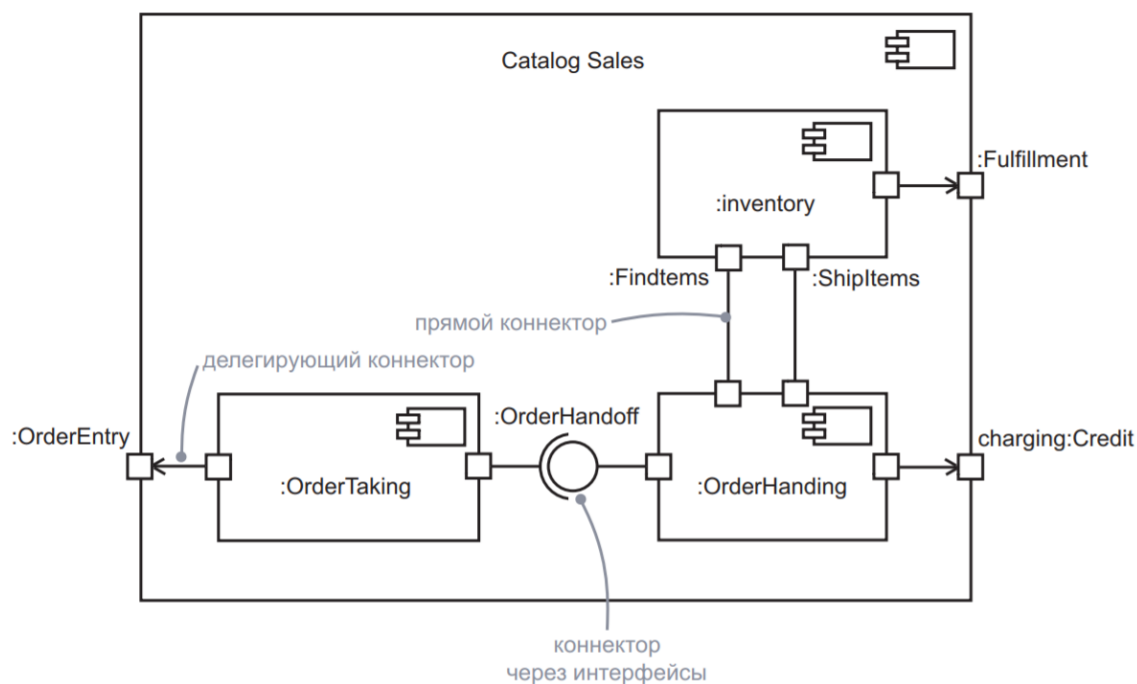 Catalog Sales
:Fulfillment
:inventory
:Findtems
:ShipItems
прямой коннектор
делегирующий коннектор
:OrderHandoff
:OrderEntry
charging:Credit
:OrderTaking
:OrderHanding
коннектор
через интерфейсы